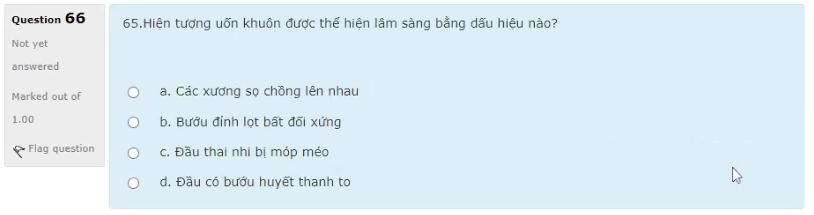 Question 66
Not yet
answered
Marked out of
1.00
Flag question
65.Hiện tượng uốn khuôn được thể hiện lâm sàng bằng dấu hiệu nào?
a. Các xương sọ chồng lên nhau
b. Bướu đỉnh lọt bất đối xứng
c. Đầu thai nhi bị móp méo
d. Đầu có bướu huyết thanh to